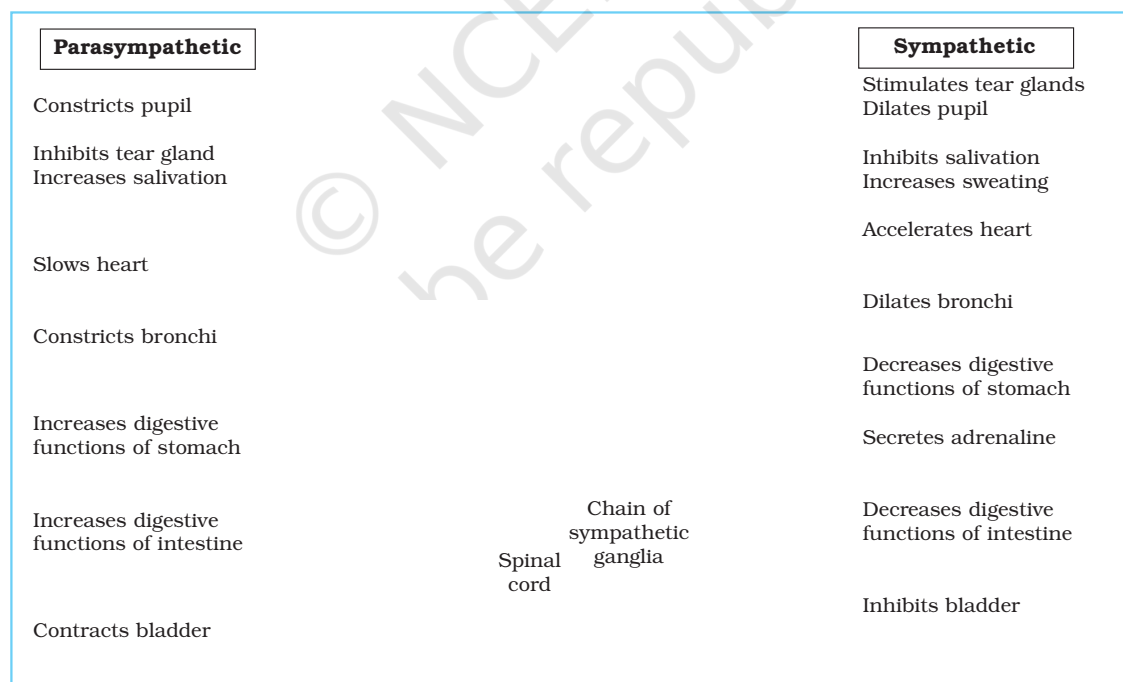 Parasympathetic
Constricts pupil
Inhibits tear gland
Increases salivation
Slows heart
Constricts bronchi
Increases digestive
functions of stomach
Increases digestive
functions of intestine
Contracts bladder
Chain of
sympathetic
ganglia
Spinal
cord
Sympathetic
Stimulates tear glands
Dilates pupil
Inhibits salivation
Increases sweating
Accelerates heart
Dilates bronchi
Decreases digestive
functions of stomach
Secretes adrenaline
Decreases digestive
functions of intestine
Inhibits bladder
© NCE
be repu